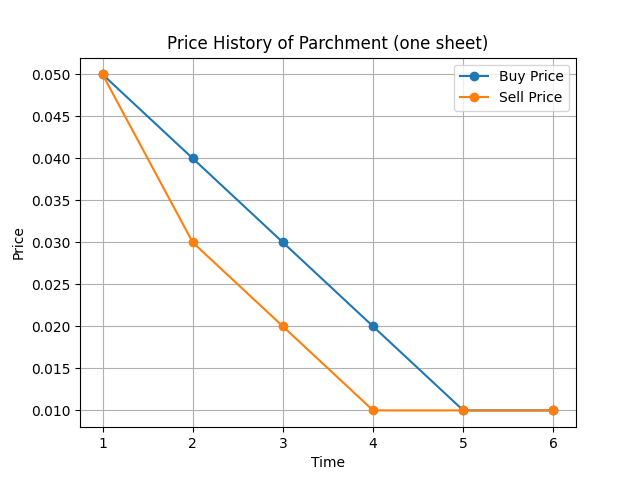 Price History of Parchment (one sheet)
Buy Price
Sell Price
0.050
0.045
0.040
0.035
0.030
0.025
0.020
0.015
0.010
Price
1 2 3 4 5 6
Time